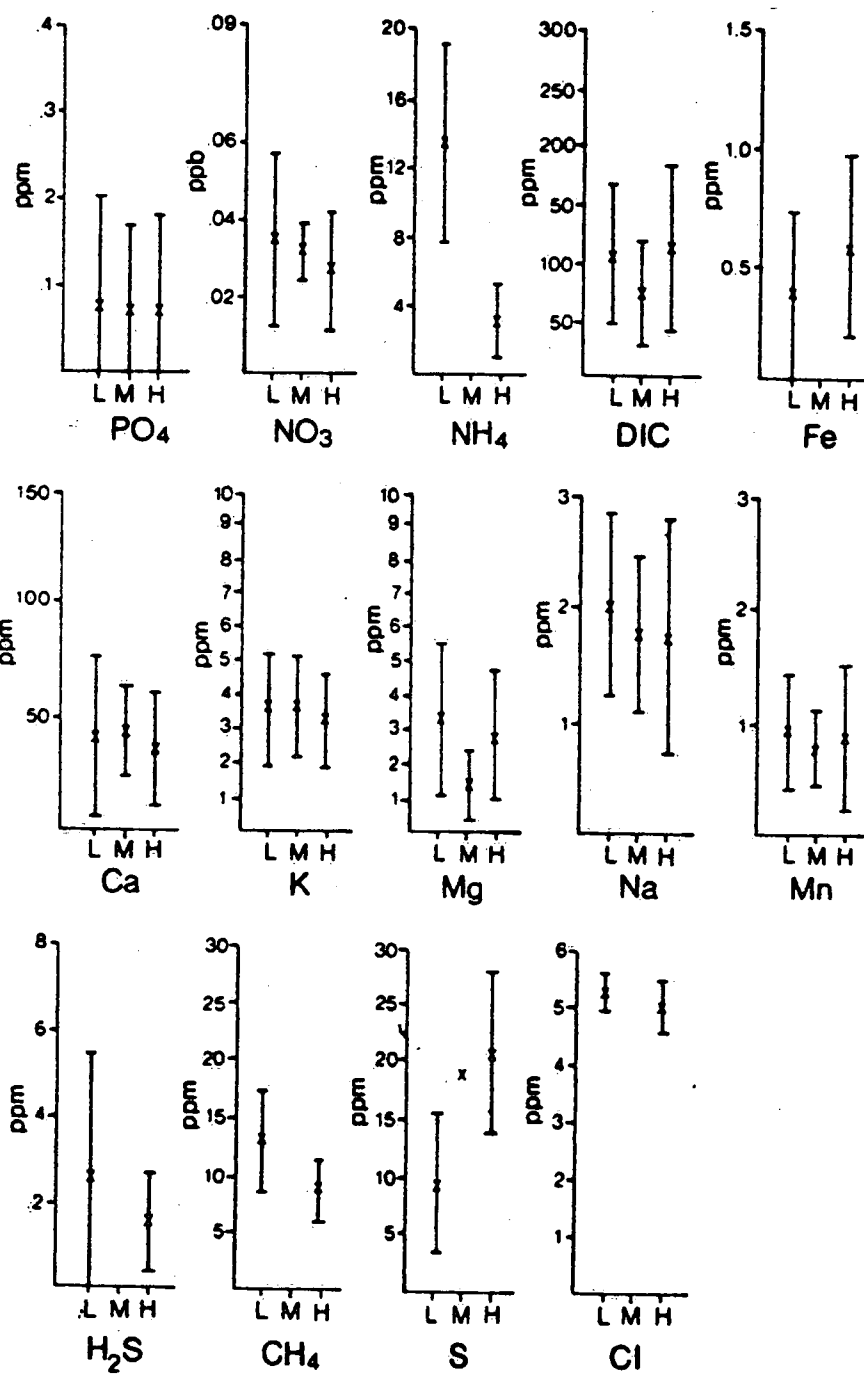 .4
.3
.2
.1
ppm
L M H
PO₄
.09
.06
.04
.02
ppb
L M H
NO₃
20
16
12
8
4
ppm
L M H
NH₄
300
250
200
50
100
50
ppm
L M H
DIC
1.5
1.0
0.5
ppm
L M H
Fe
150
100
50
ppm
L M H
Ca
10
9
8
7
6
5
4
3
2
1
ppm
L M H
K
10
9
8
7
6
5
4
3
2
1
ppm
L M H
Mg
3
2
1
ppm
L M H
Na
3
2
1
ppm
L M H
Mn
8
6
.4
.2
ppm
L M H
H₂S
30
25
20
15
10
5
ppm
L M H
CH₄
30
25
20
15
10
5
ppm
L M H
S
6
5
4
3
2
1
ppm
L M H
Cl